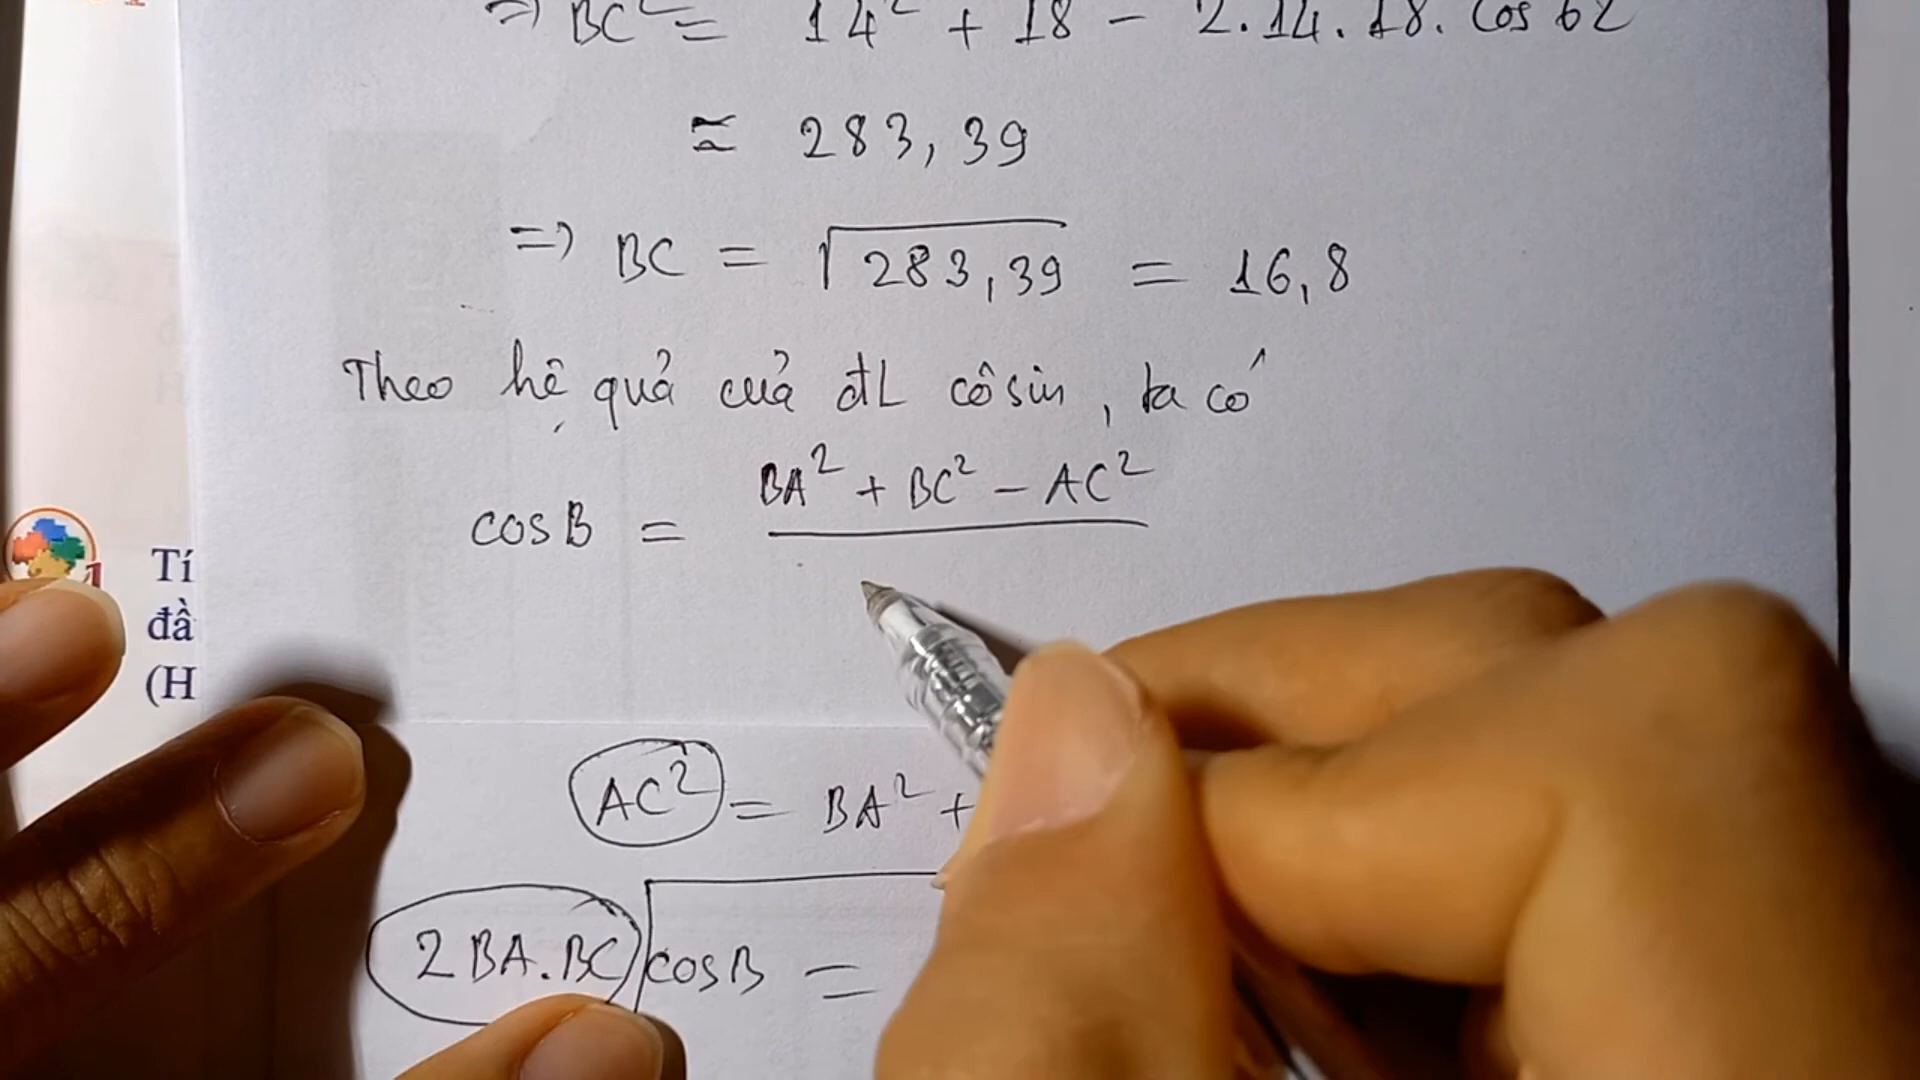 => BC² = 14² + 18 - 2.14.18. Cos 62
≈ 283,39
=> BC = √283,39 = 16,8
Theo hệ quả của đL côsin, ta có
cosB = BA² + BC² - AC²
Tí
đầ
(H
AC² = BA² +
2BA.BC cosB =